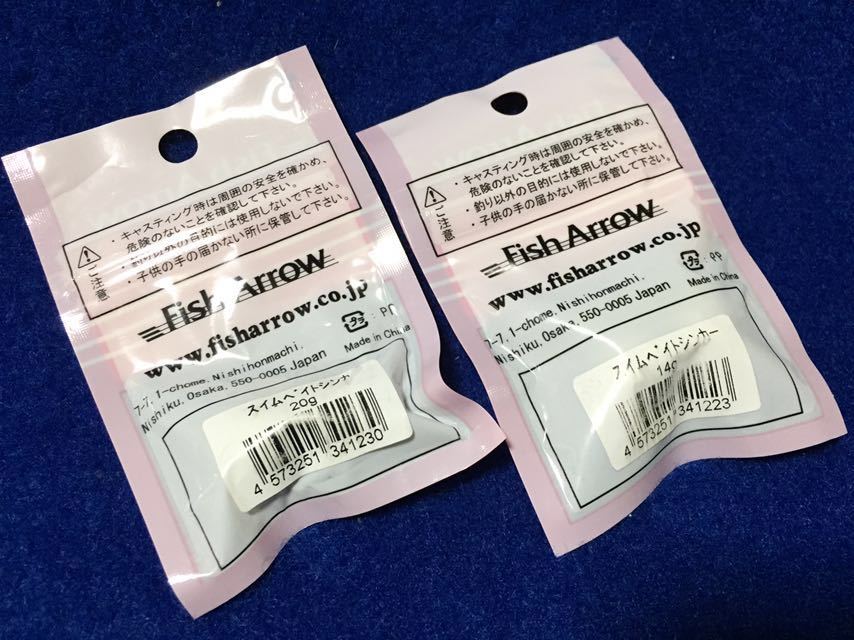 ご注意
・キャスティング時は周囲の安全を確かめ、
危険のないことを確認して下さい。
・釣り以外の目的には使用しないで下さい。
・子供の手の届かない所に保管して下さい。
Fish Arrow
www.fisharrow.co.jp
プラ
Made in China
7-7, 1-chome, Nishihonmachi,
Nishiku, Osaka, 550-0005 Japan
スイムベイトシンカ
20g
4 573251 341230
ご注意
・キャスティング時は周囲の安全を確かめ、
危険のないことを確認して下さい。
・釣り以外の目的には使用しないで下さい。
・子供の手の届かない所に保管して下さい。
Fish Arrow
www.fisharrow.co.jp
プラ : PP
Made in China
7-7, 1-chome, Nishihonmachi,
Nishiku, Osaka, 550-0005 Japan
スイムベイトシンカー
14g
4 573251 341223